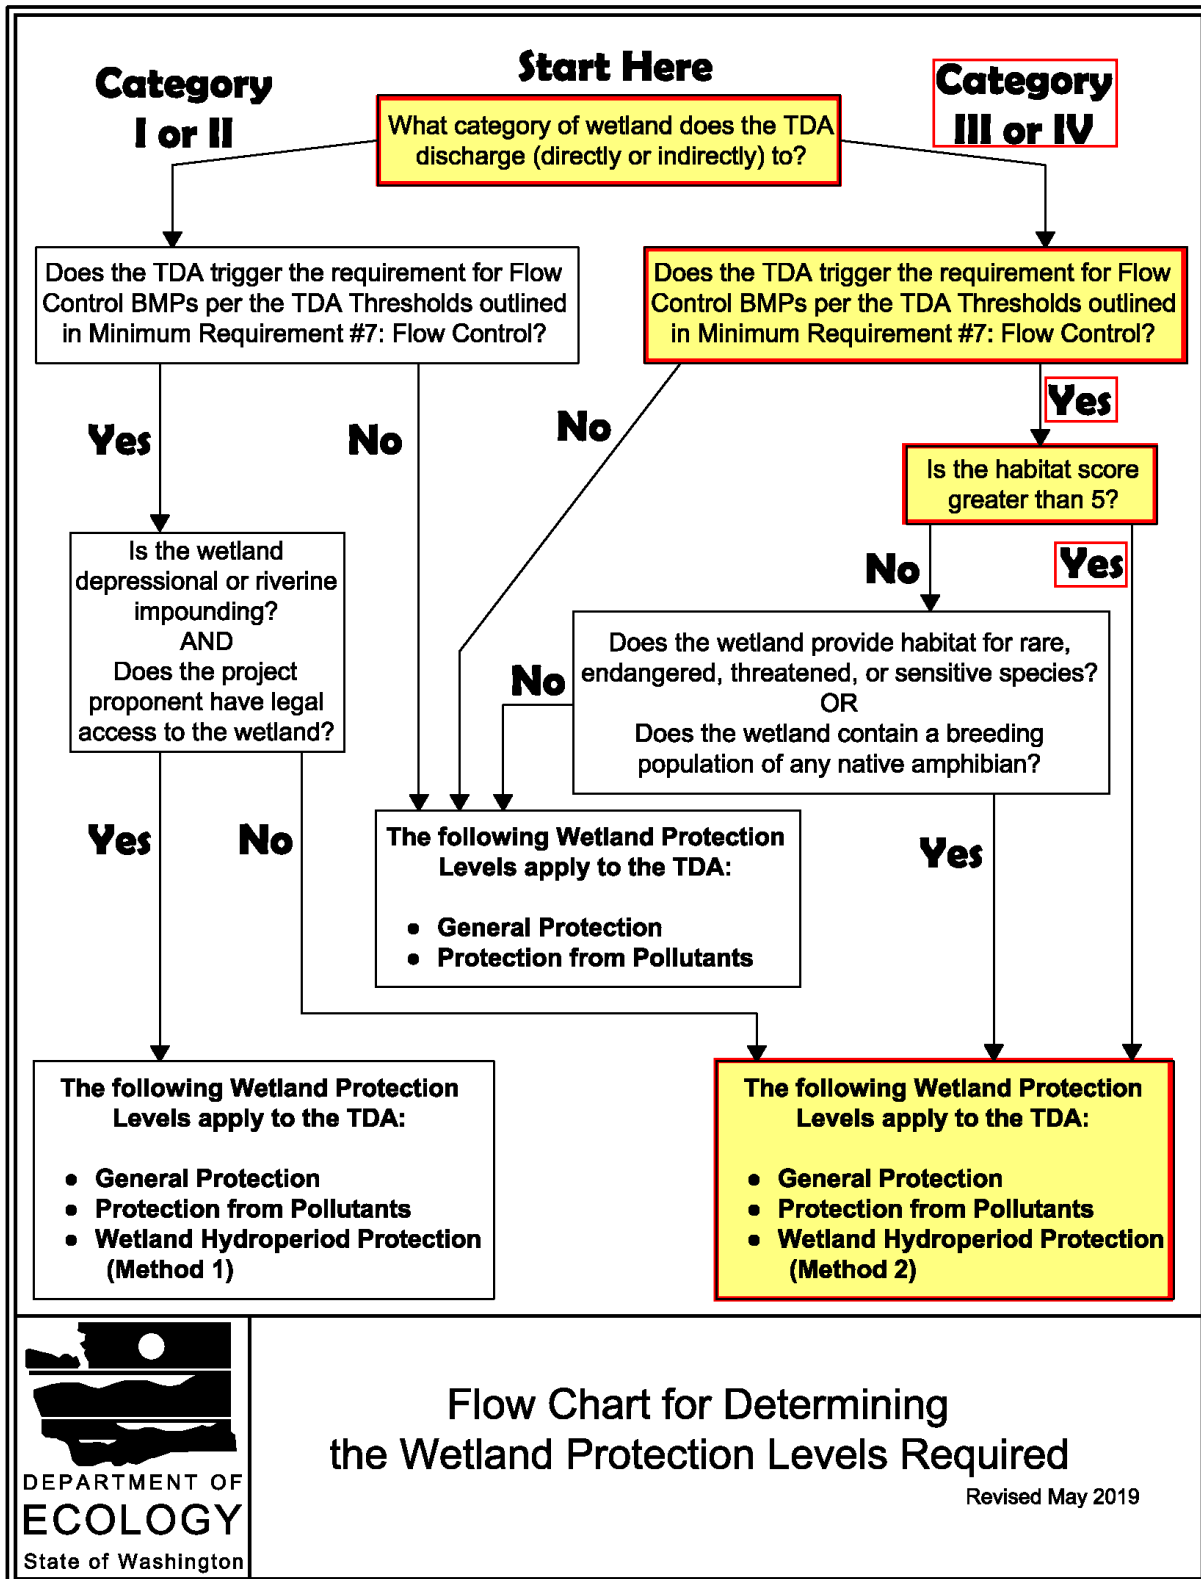 Start Here
Category
I or II
Category
III or IV
What category of wetland does the TDA
discharge (directly or indirectly) to?
Does the TDA trigger the requirement for Flow
Control BMPs per the TDA Thresholds outlined
in Minimum Requirement #7: Flow Control?
Does the TDA trigger the requirement for Flow
Control BMPs per the TDA Thresholds outlined
in Minimum Requirement #7: Flow Control?
Yes
No
No
Yes
Is the habitat score
greater than 5?
Is the wetland
depressional or riverine
impounding?
AND
Does the project
proponent have legal
access to the wetland?
No
Yes
Does the wetland provide habitat for rare,
endangered, threatened, or sensitive species?
OR
Does the wetland contain a breeding
population of any native amphibian?
No
Yes
No
The following Wetland Protection
Levels apply to the TDA:
• General Protection
• Protection from Pollutants
Yes
The following Wetland Protection
Levels apply to the TDA:
• General Protection
• Protection from Pollutants
• Wetland Hydroperiod Protection
(Method 1)
The following Wetland Protection
Levels apply to the TDA:
• General Protection
• Protection from Pollutants
• Wetland Hydroperiod Protection
(Method 2)
DEPARTMENT OF
ECOLOGY
State of Washington
Flow Chart for Determining
the Wetland Protection Levels Required
Revised May 2019